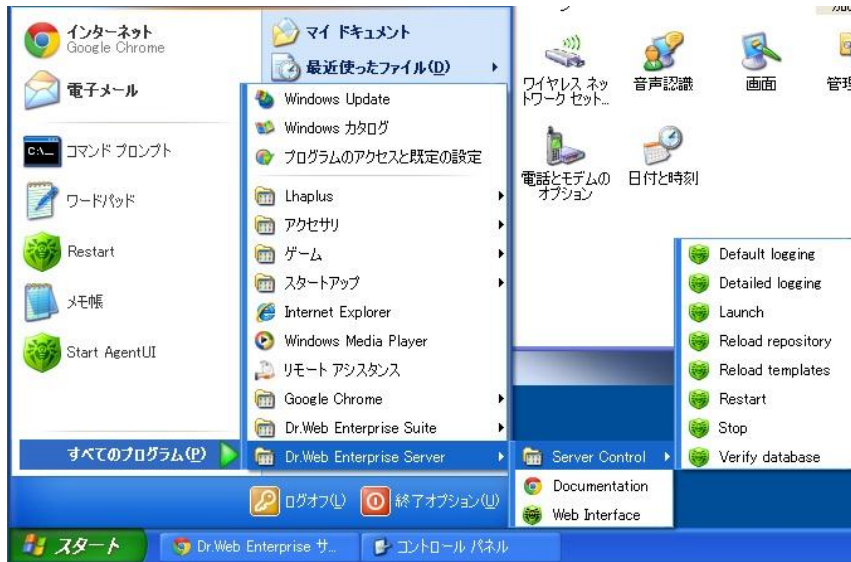 インターネット
Google Chrome
電子メール
C:\_
コマンド プロンプト
ワードパッド
Restart
メモ帳
Start AgentUI
すべてのプログラム(P)
マイ ドキュメント
最近使ったファイル(D)
Windows Update
Windows カタログ
プログラムのアクセスと既定の設定
Lhaplus
アクセサリ
ゲーム
スタートアップ
Internet Explorer
Windows Media Player
リモート アシスタンス
Google Chrome
Dr.Web Enterprise Suite
Dr.Web Enterprise Server
Server Control
Documentation
Web Interface
Default logging
Detailed logging
Launch
Reload repository
Reload templates
Restart
Stop
Verify database
ワイヤレス ネッ
トワーク セット...
音声認識
画面
管理
電話とモデムの
オプション
日付と時刻
ログオフ(L)
終了オプション(U)
スタート
Dr.Web Enterprise サ...
コントロール パネル